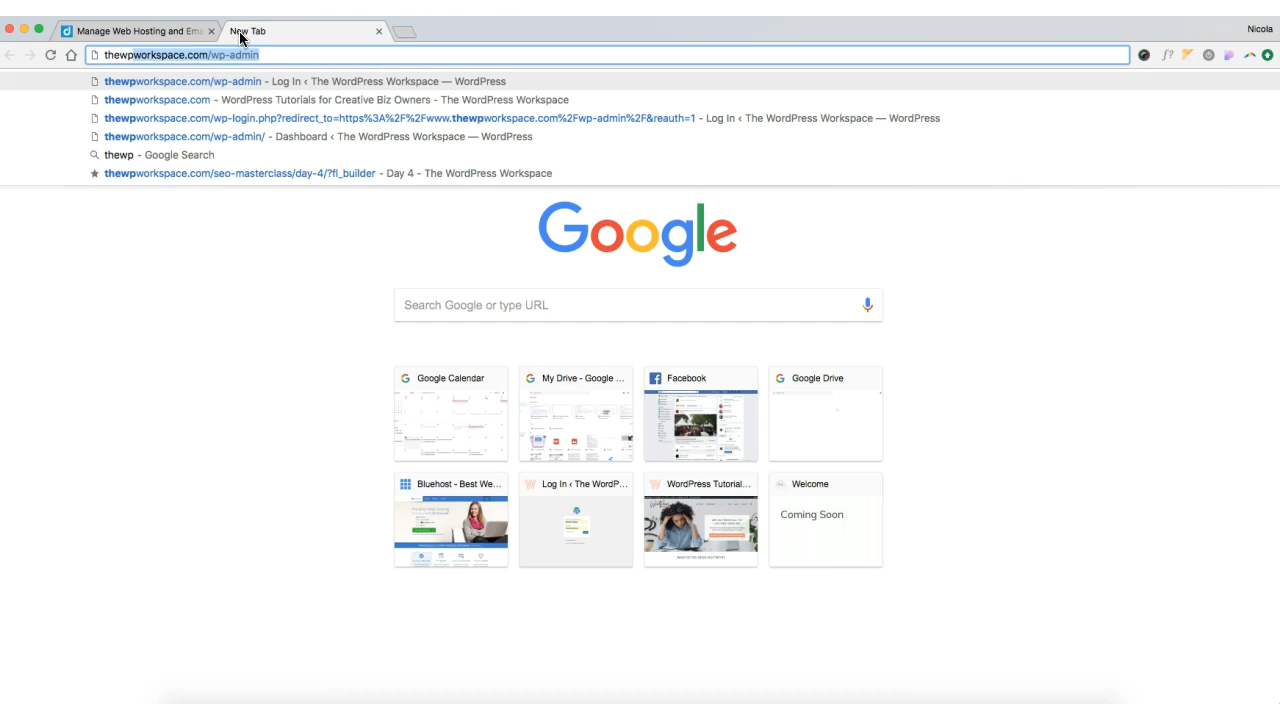 Manage Web Hosting and Ema
New Tab
Nicola
thewpworkspace.com/wp-admin
thewpworkspace.com/wp-admin - Log In ‹ The WordPress Workspace — WordPress
thewpworkspace.com - WordPress Tutorials for Creative Biz Owners - The WordPress Workspace
thewpworkspace.com/wp-login.php?redirect_to=https%3A%2F%2Fwww.thewpworkspace.com%2Fwp-admin%2F&reauth=1 - Log In ‹ The WordPress Workspace — WordPress
thewpworkspace.com/wp-admin/ - Dashboard ‹ The WordPress Workspace — WordPress
thewp - Google Search
thewpworkspace.com/seo-masterclass/day-4/?fl_builder - Day 4 - The WordPress Workspace
Google
Search Google or type URL
Google Calendar
My Drive - Google ...
Facebook
Google Drive
Bluehost - Best We...
Log In ‹ The WordP...
WordPress Tutorial...
Welcome
Coming Soon